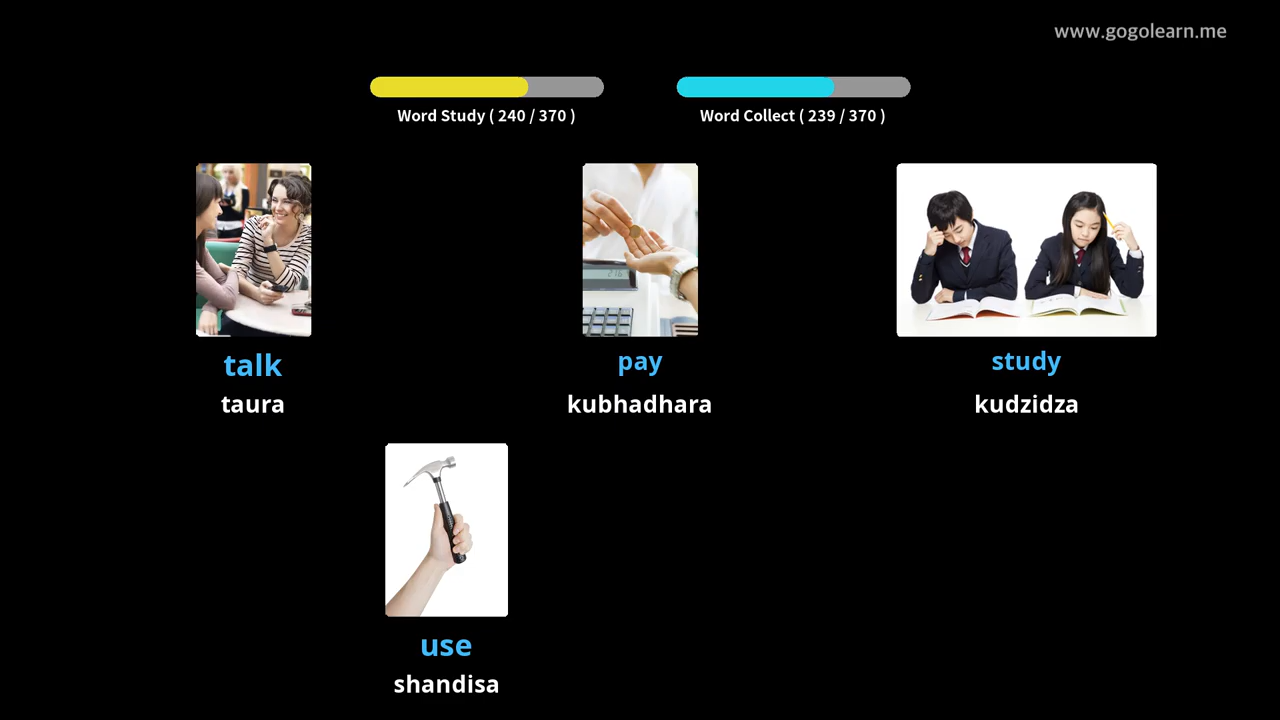 www.gogolearn.me
Word Study ( 240 / 370 )
Word Collect ( 239 / 370 )
talk
taura
pay
kubhadhara
study
kudzidza
use
shandisa